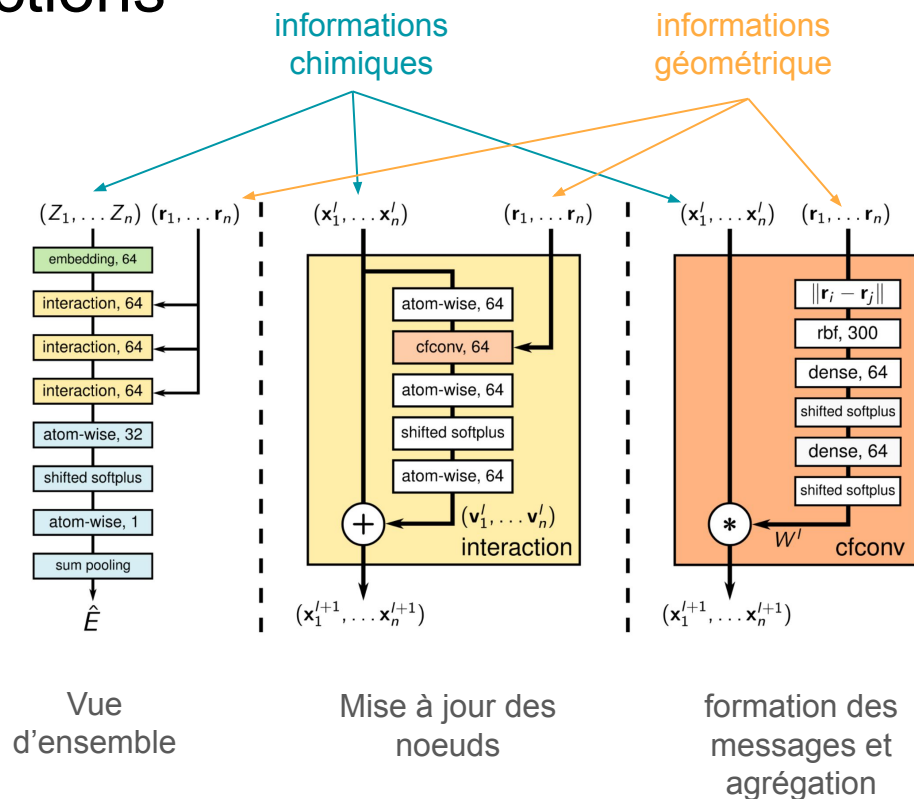 informations
chimiques
informations
géométrique
(Z₁, . . . Zₙ) (r₁, . . . rₙ)
embedding, 64
interaction, 64
interaction, 64
interaction, 64
atom-wise, 32
shifted softplus
atom-wise, 1
sum pooling
Ê
(x₁ˡ, . . . xₙˡ)
(r₁, . . . rₙ)
atom-wise, 64
cfconv, 64
atom-wise, 64
shifted softplus
atom-wise, 64
+
(v₁ˡ, . . . vₙˡ)
interaction
(x₁ˡ⁺¹, . . . xₙˡ⁺¹)
(x₁ˡ, . . . xₙˡ)
(r₁, . . . rₙ)
‖rᵢ − rⱼ‖
rbf, 300
dense, 64
shifted softplus
dense, 64
shifted softplus
*
Wˡ
cfconv
(x₁ˡ⁺¹, . . . xₙˡ⁺¹)
Vue
d’ensemble
Mise à jour des
noeuds
formation des
messages et
agrégation